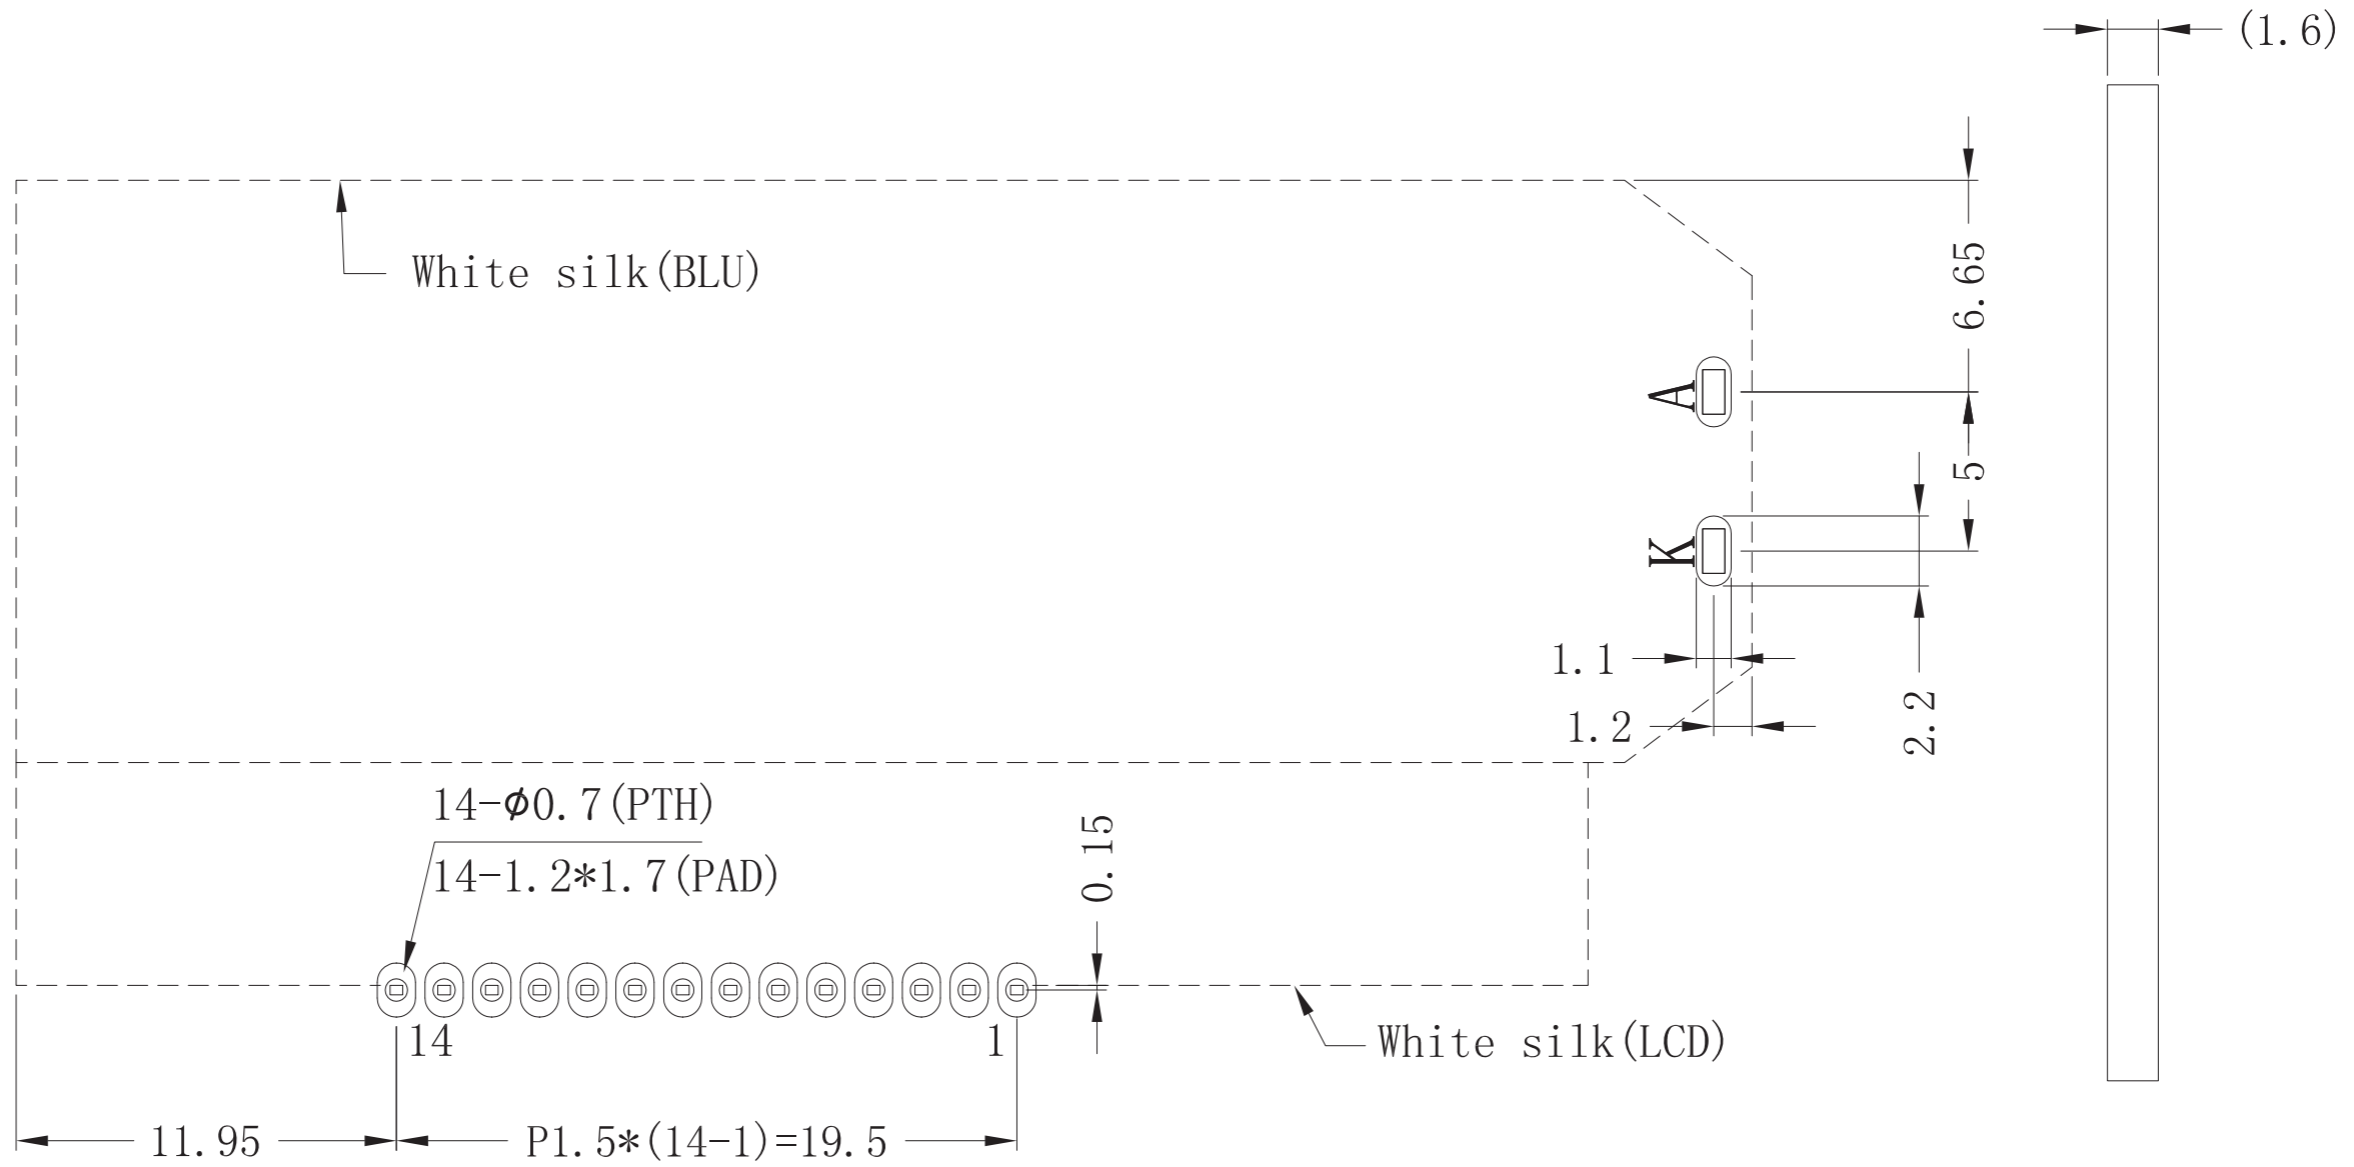 (1.6)
White silk(BLU)
6.65
A
5
K
1.1
1.2
2.2
14-ϕ0.7(PTH)
14-1.2*1.7(PAD)
0.15
14
1
White silk(LCD)
11.95
P1.5*(14-1)=19.5